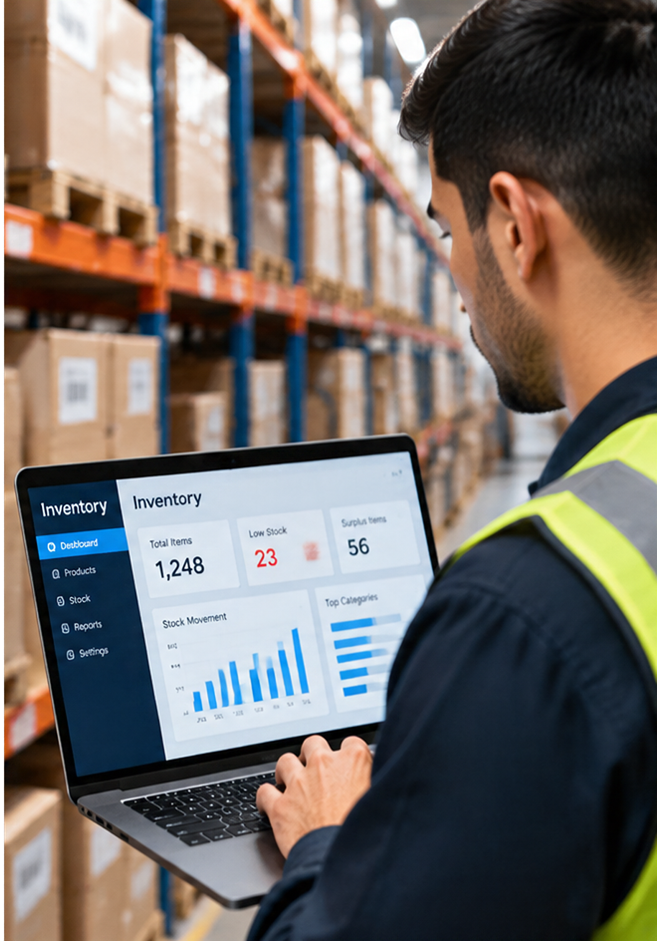 Inventory
Dashboard
Products
Stock
Reports
Settings
Inventory
Total Items
1,248
Low Stock
23
Surplus Items
56
Stock Movement
Top Categories